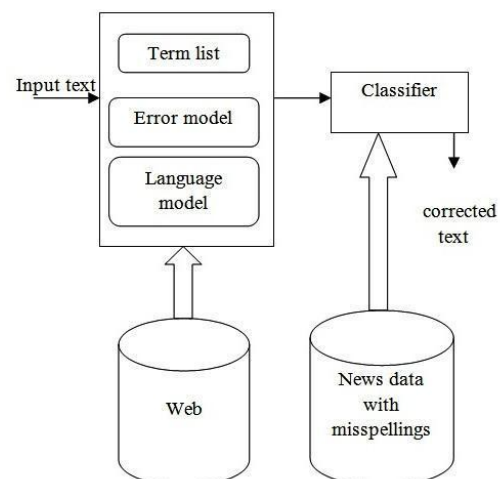 Term list
Input text
Error model
Language
model
Classifier
corrected
text
Web
News data
with
misspellings